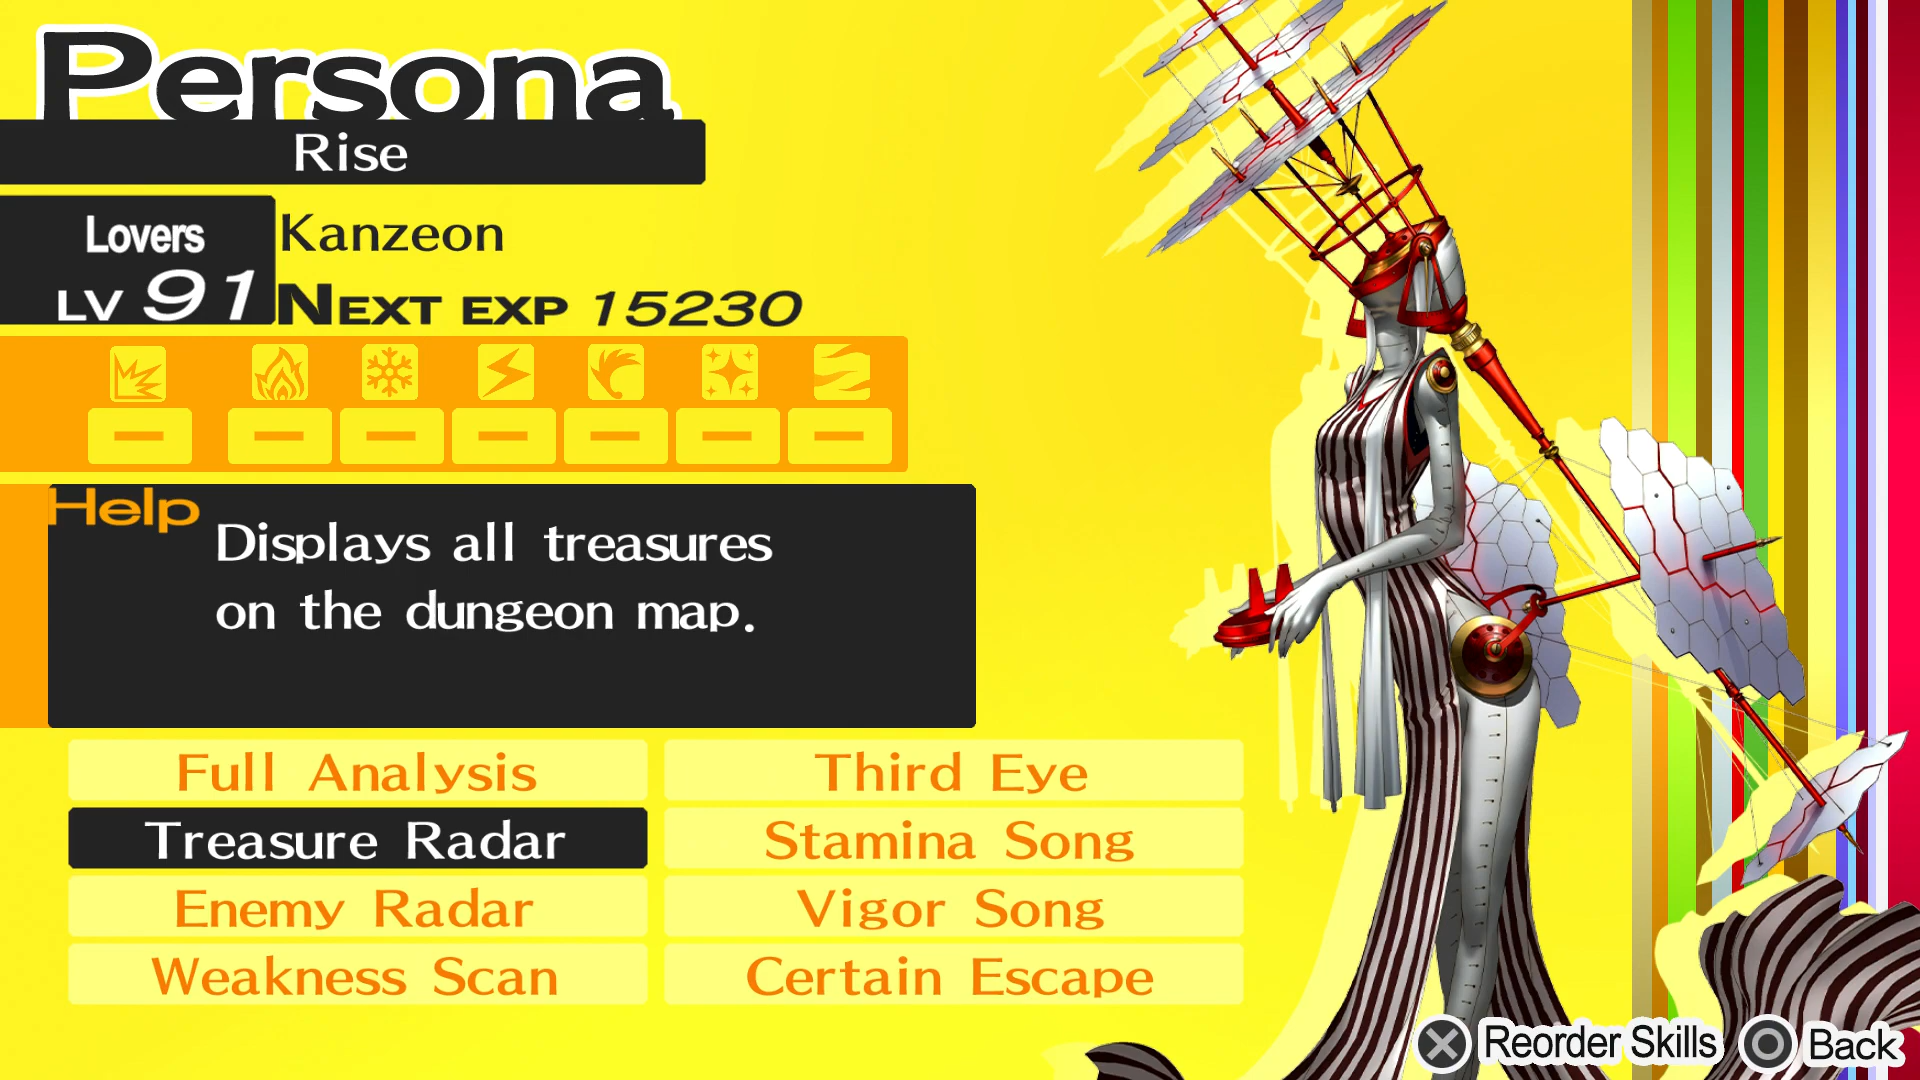 Persona
Rise
Lovers
Kanzeon
LV 91
NEXT EXP 15230
Help
Displays all treasures
on the dungeon map.
Full Analysis
Third Eye
Treasure Radar
Stamina Song
Enemy Radar
Vigor Song
Weakness Scan
Certain Escape
Reorder Skills
Back